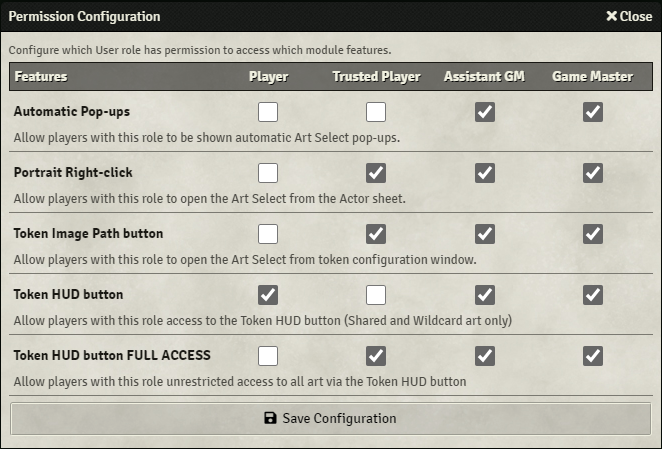 Permission Configuration
Close
Configure which User role has permission to access which module features.
Features Player Trusted Player Assistant GM Game Master
Automatic Pop-ups
Allow players with this role to be shown automatic Art Select pop-ups.
Portrait Right-click
Allow players with this role to open the Art Select from the Actor sheet.
Token Image Path button
Allow players with this role to open the Art Select from token configuration window.
Token HUD button
Allow players with this role access to the Token HUD button (Shared and Wildcard art only)
Token HUD button FULL ACCESS
Allow players with this role unrestricted access to all art via the Token HUD button
Save Configuration